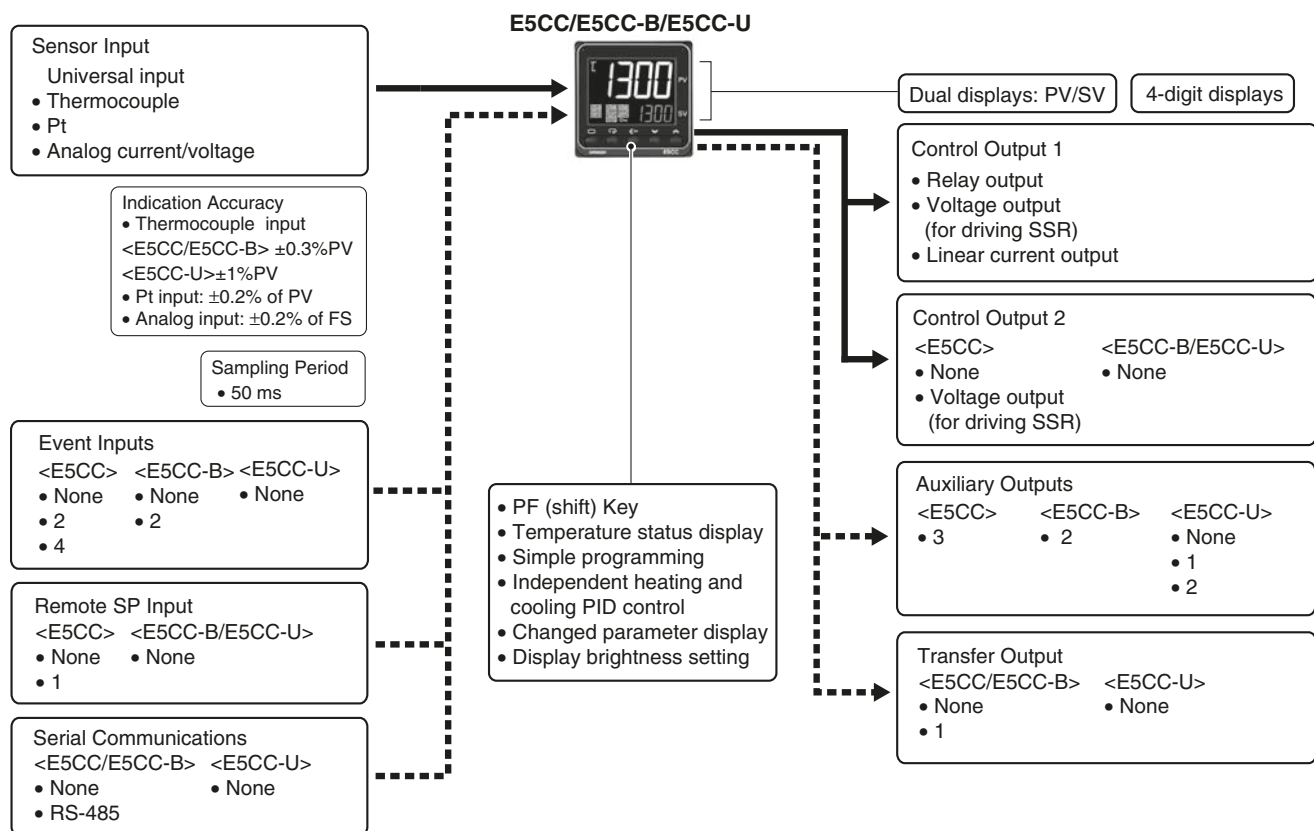 E5CC/E5CC-B/E5CC-U
Sensor Input
Universal input
• Thermocouple
• Pt
• Analog current/voltage
Indication Accuracy
• Thermocouple input
<E5CC/E5CC-B> ±0.3%PV
<E5CC-U>±1%PV
• Pt input: ±0.2% of PV
• Analog input: ±0.2% of FS
Sampling Period
• 50 ms
Event Inputs
<E5CC> <E5CC-B> <E5CC-U>
• None • None • None
• 2 • 2
• 4
Remote SP Input
<E5CC> <E5CC-B/E5CC-U>
• None • None
• 1
Serial Communications
<E5CC/E5CC-B> <E5CC-U>
• None • None
• RS-485
1300 PV
1300 SV
E5CC
• PF (shift) Key
• Temperature status display
• Simple programming
• Independent heating and
cooling PID control
• Changed parameter display
• Display brightness setting
Dual displays: PV/SV
4-digit displays
Control Output 1
• Relay output
• Voltage output
(for driving SSR)
• Linear current output
Control Output 2
<E5CC> <E5CC-B/E5CC-U>
• None • None
• Voltage output
(for driving SSR)
Auxiliary Outputs
<E5CC> <E5CC-B> <E5CC-U>
• 3 • 2 • None
• 1
• 2
Transfer Output
<E5CC/E5CC-B> <E5CC-U>
• None • None
• 1